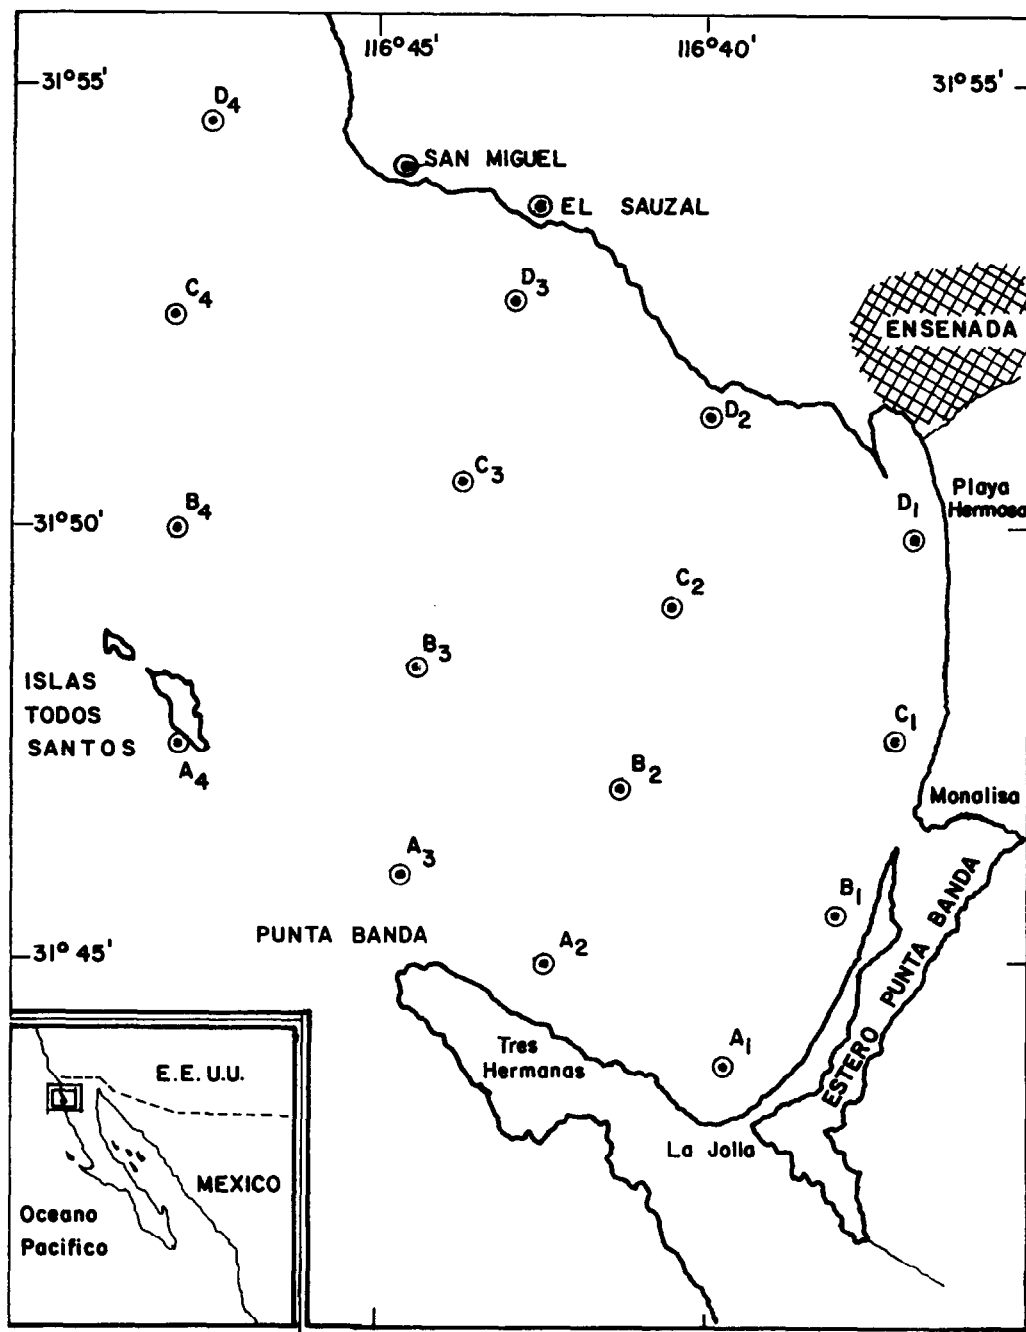 116°45'
116°40'
31°55'
31°55'
D4
SAN MIGUEL
EL SAUZAL
C4
D3
ENSENADA
D2
C3
Playa
Hermosa
B4
D1
31°50'
C2
B3
ISLAS
TODOS
SANTOS
A4
C1
B2
Monalisa
A3
B1
PUNTA BANDA
A2
31°45'
ESTERO PUNTA BANDA
Tres
Hermanas
A1
La Jolla
E.E.U.U.
MEXICO
Oceano
Pacifico